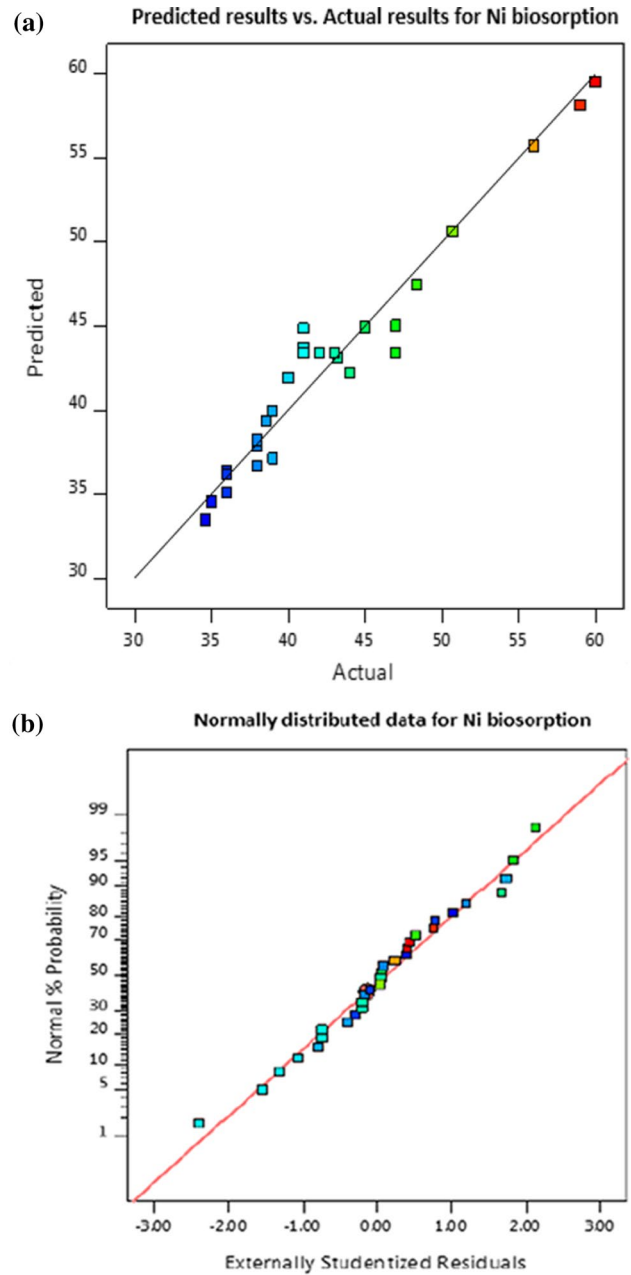 (a)
Predicted results vs. Actual results for Ni biosorption
60
55
50
45
40
35
30
Predicted
30 35 40 45 50 55 60
Actual
(b)
Normally distributed data for Ni biosorption
99
95
90
80
70
50
30
20
10
5
1
Normal % Probability
-3.00 -2.00 -1.00 0.00 1.00 2.00 3.00
Externally Studentized Residuals